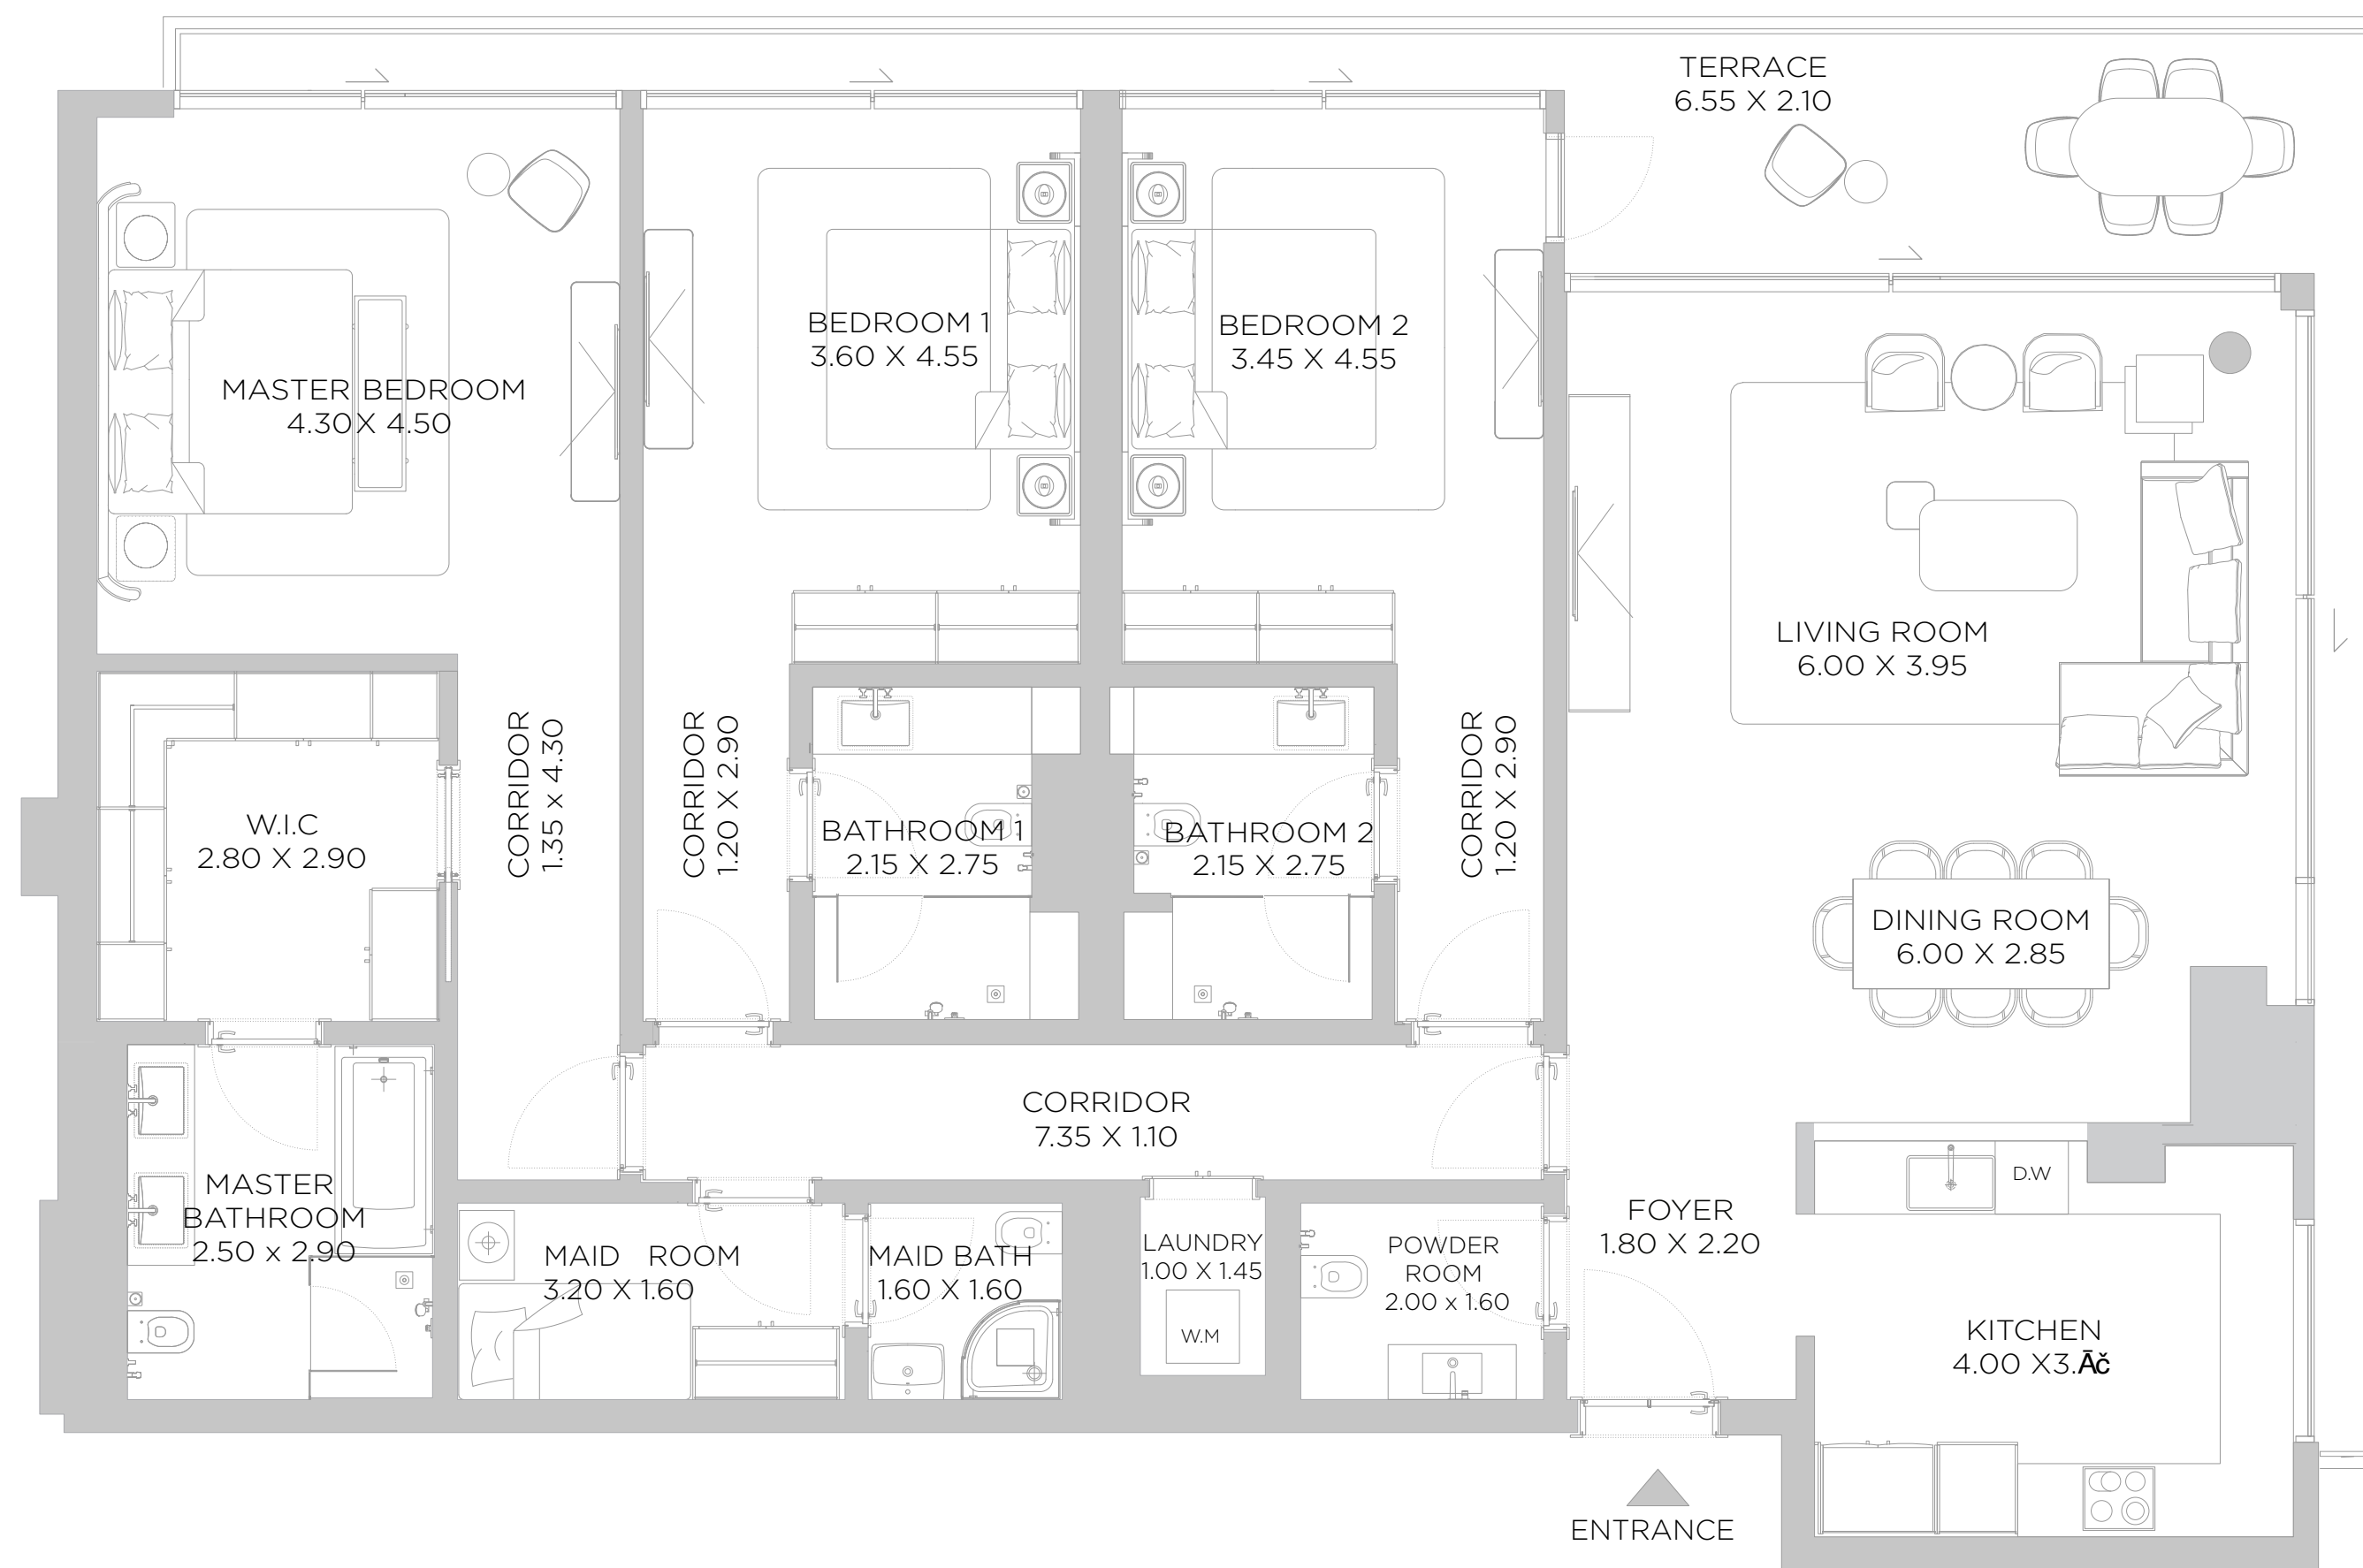 TERRACE
6.55 X 2.10
MASTER BEDROOM
4.30 X 4.50
BEDROOM 1
3.60 X 4.55
BEDROOM 2
3.45 X 4.55
LIVING ROOM
6.00 X 3.95
W.I.C
2.80 X 2.90
CORRIDOR
1.35 x 4.30
CORRIDOR
1.20 X 2.90
BATHROOM 1
2.15 X 2.75
BATHROOM 2
2.15 X 2.75
CORRIDOR
1.20 X 2.90
DINING ROOM
6.00 X 2.85
CORRIDOR
7.35 X 1.10
MASTER
BATHROOM
2.50 x 2.90
MAID ROOM
3.20 X 1.60
MAID BATH
1.60 X 1.60
LAUNDRY
1.00 X 1.45
W.M
POWDER
ROOM
2.00 x 1.60
FOYER
1.80 X 2.20
D.W
KITCHEN
4.00 X3.Āč
ENTRANCE